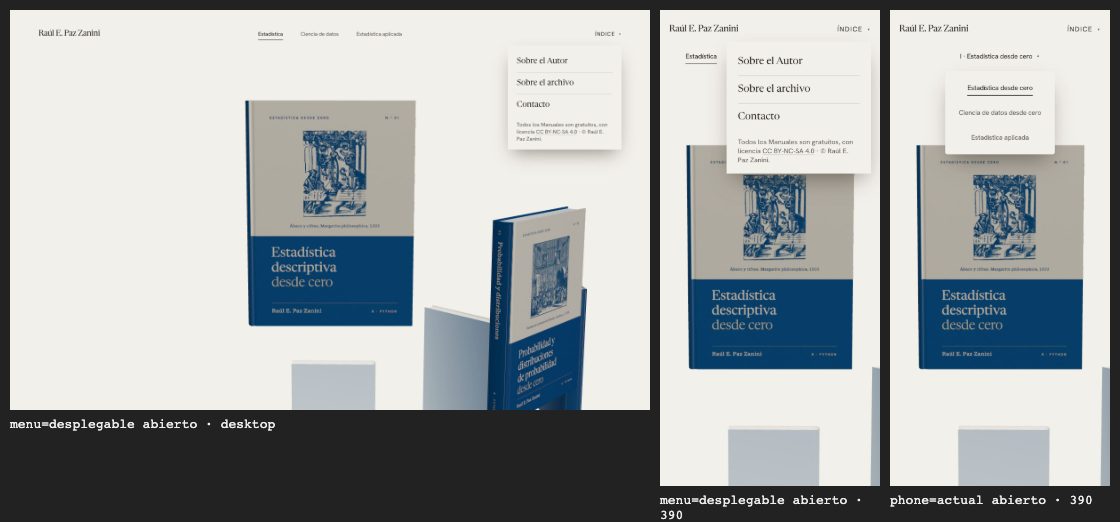 Raúl E. Paz Zanini
Estadística
Ciencia de datos
Estadística aplicada
ÍNDICE
Sobre el Autor
Sobre el archivo
Contacto
Todos los Manuales son gratuitos, con
licencia CC BY-NC-SA 4.0 · © Raúl E.
Paz Zanini.
ESTADÍSTICA DESDE CERO
N.º 01
Ábaco y cifras. Margarita philosophica, 1503
Estadística
descriptiva
desde cero
Raúl E. Paz Zanini
R · PYTHON
Probabilidad y distribuciones
Probabilidad y
distribuciones
de probabilidad
desde cero
menu=desplegable abierto · desktop
Raúl E. Paz Zanini
ÍNDICE
Estadística
Sobre el Autor
Sobre el archivo
Contacto
Todos los Manuales son gratuitos, con
licencia CC BY-NC-SA 4.0 · © Raúl E.
Paz Zanini.
Ábaco y cifras. Margarita philosophica, 1503
Estadística
descriptiva
desde cero
Raúl E. Paz Zanini
R · PYTHON
menu=desplegable abierto ·
390
Raúl E. Paz Zanini
ÍNDICE
I · Estadística desde cero
Estadística desde cero
Ciencia de datos desde cero
Estadística aplicada
ESTADÍSTICA DESDE CERO
N.º 01
Ábaco y cifras. Margarita philosophica, 1503
Estadística
descriptiva
desde cero
Raúl E. Paz Zanini
R · PYTHON
phone=actual abierto · 390